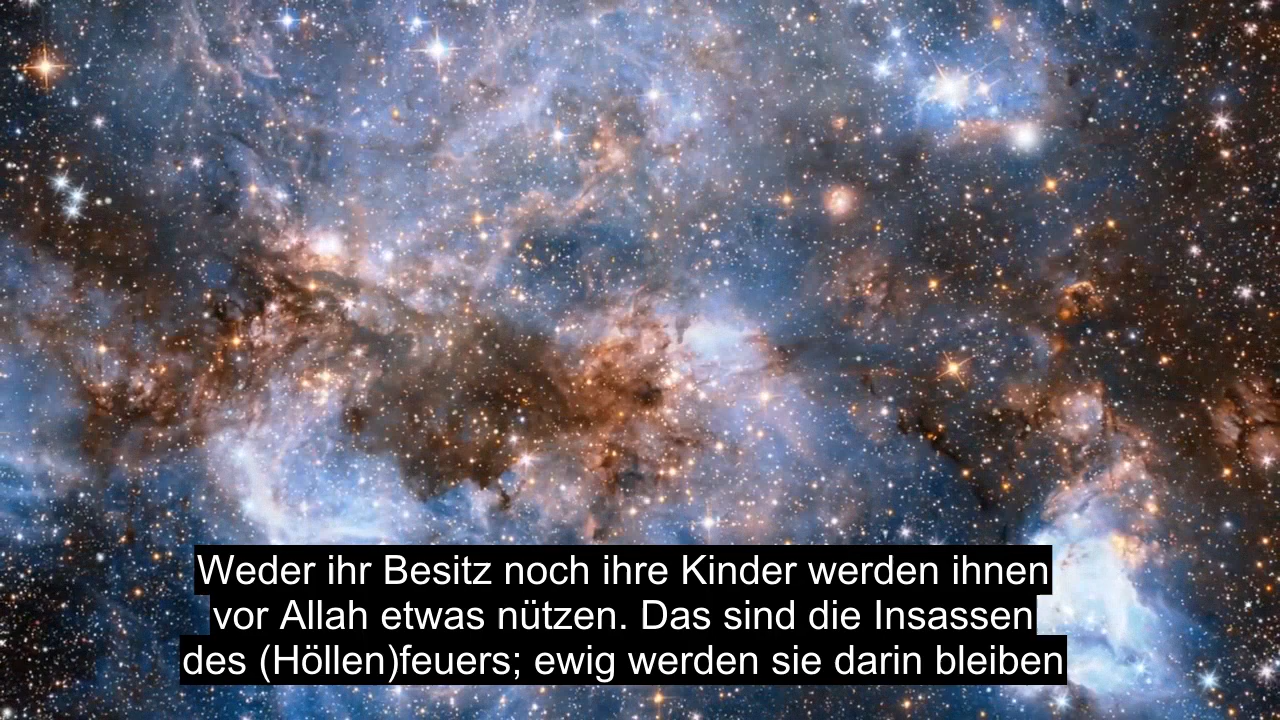 Weder ihr Besitz noch ihre Kinder werden ihnen
vor Allah etwas nützen. Das sind die Insassen
des (Höllen)feuers; ewig werden sie darin bleiben